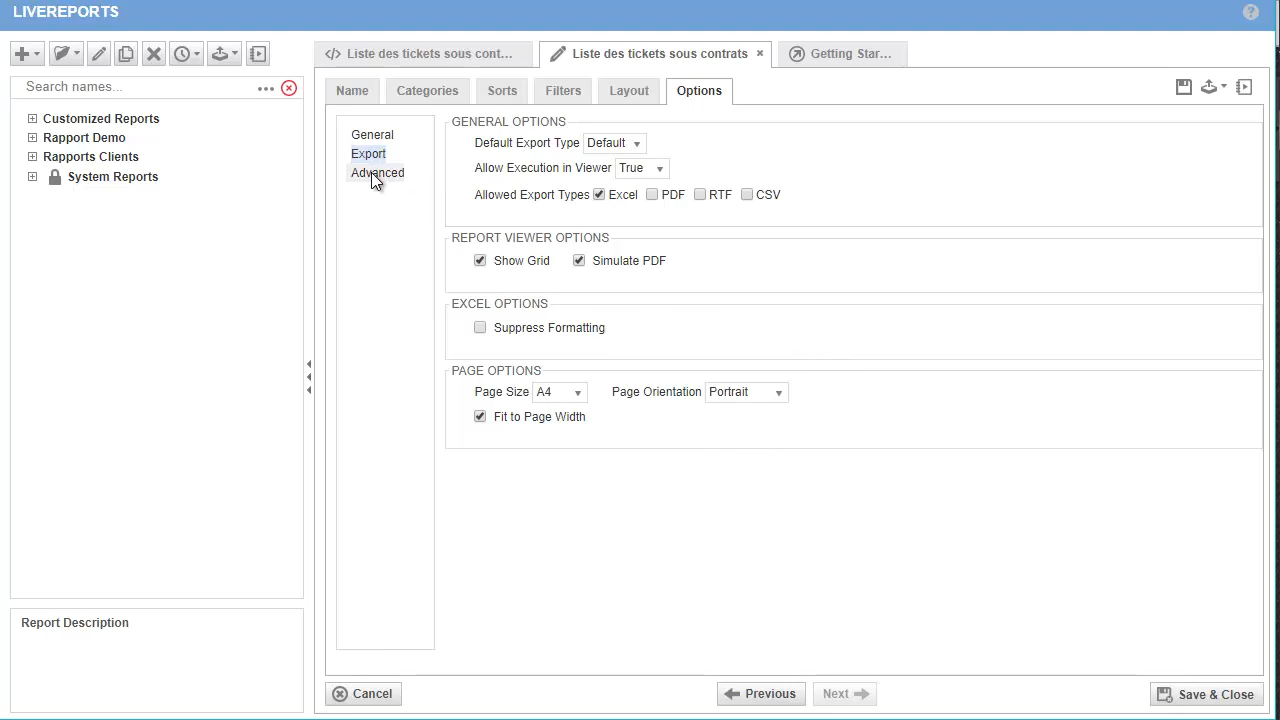 LIVEREPORTS
</> Liste des tickets sous cont...
Liste des tickets sous contrats
Getting Star...
Search names...
Name
Categories
Sorts
Filters
Layout
Options
Customized Reports
Rapport Demo
Rapports Clients
System Reports
General
Export
Advanced
GENERAL OPTIONS
Default Export Type Default
Allow Execution in Viewer True
Allowed Export Types Excel PDF RTF CSV
REPORT VIEWER OPTIONS
Show Grid Simulate PDF
EXCEL OPTIONS
Suppress Formatting
PAGE OPTIONS
Page Size A4 Page Orientation Portrait
Fit to Page Width
Report Description
Cancel
Previous
Next
Save & Close